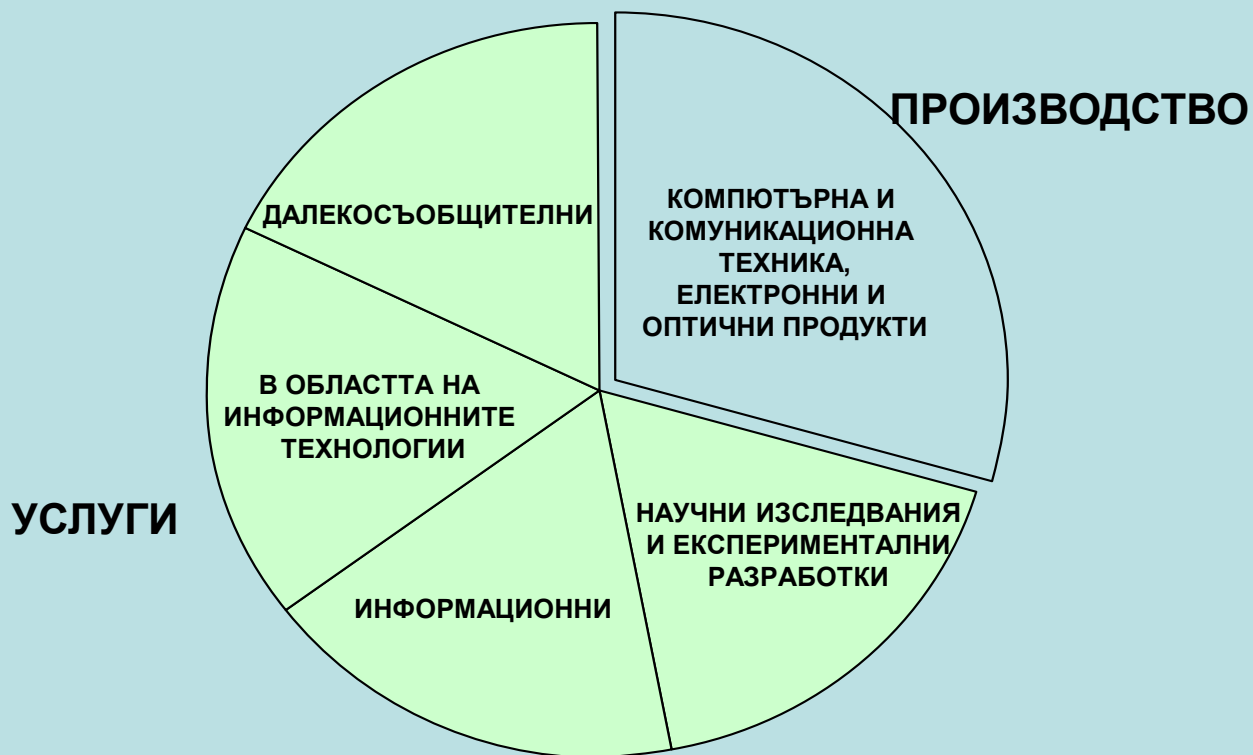 ПРОИЗВОДСТВО
КОМПЮТЪРНА И
КОМУНИКАЦИОННА
ТЕХНИКА,
ЕЛЕКТРОННИ И
ОПТИЧНИ ПРОДУКТИ
ДАЛЕКОСЪОБЩИТЕЛНИ
В ОБЛАСТТА НА
ИНФОРМАЦИОННИТЕ
ТЕХНОЛОГИИ
УСЛУГИ
НАУЧНИ ИЗСЛЕДВАНИЯ
И ЕКСПЕРИМЕНТАЛНИ
РАЗРАБОТКИ
ИНФОРМАЦИОННИ